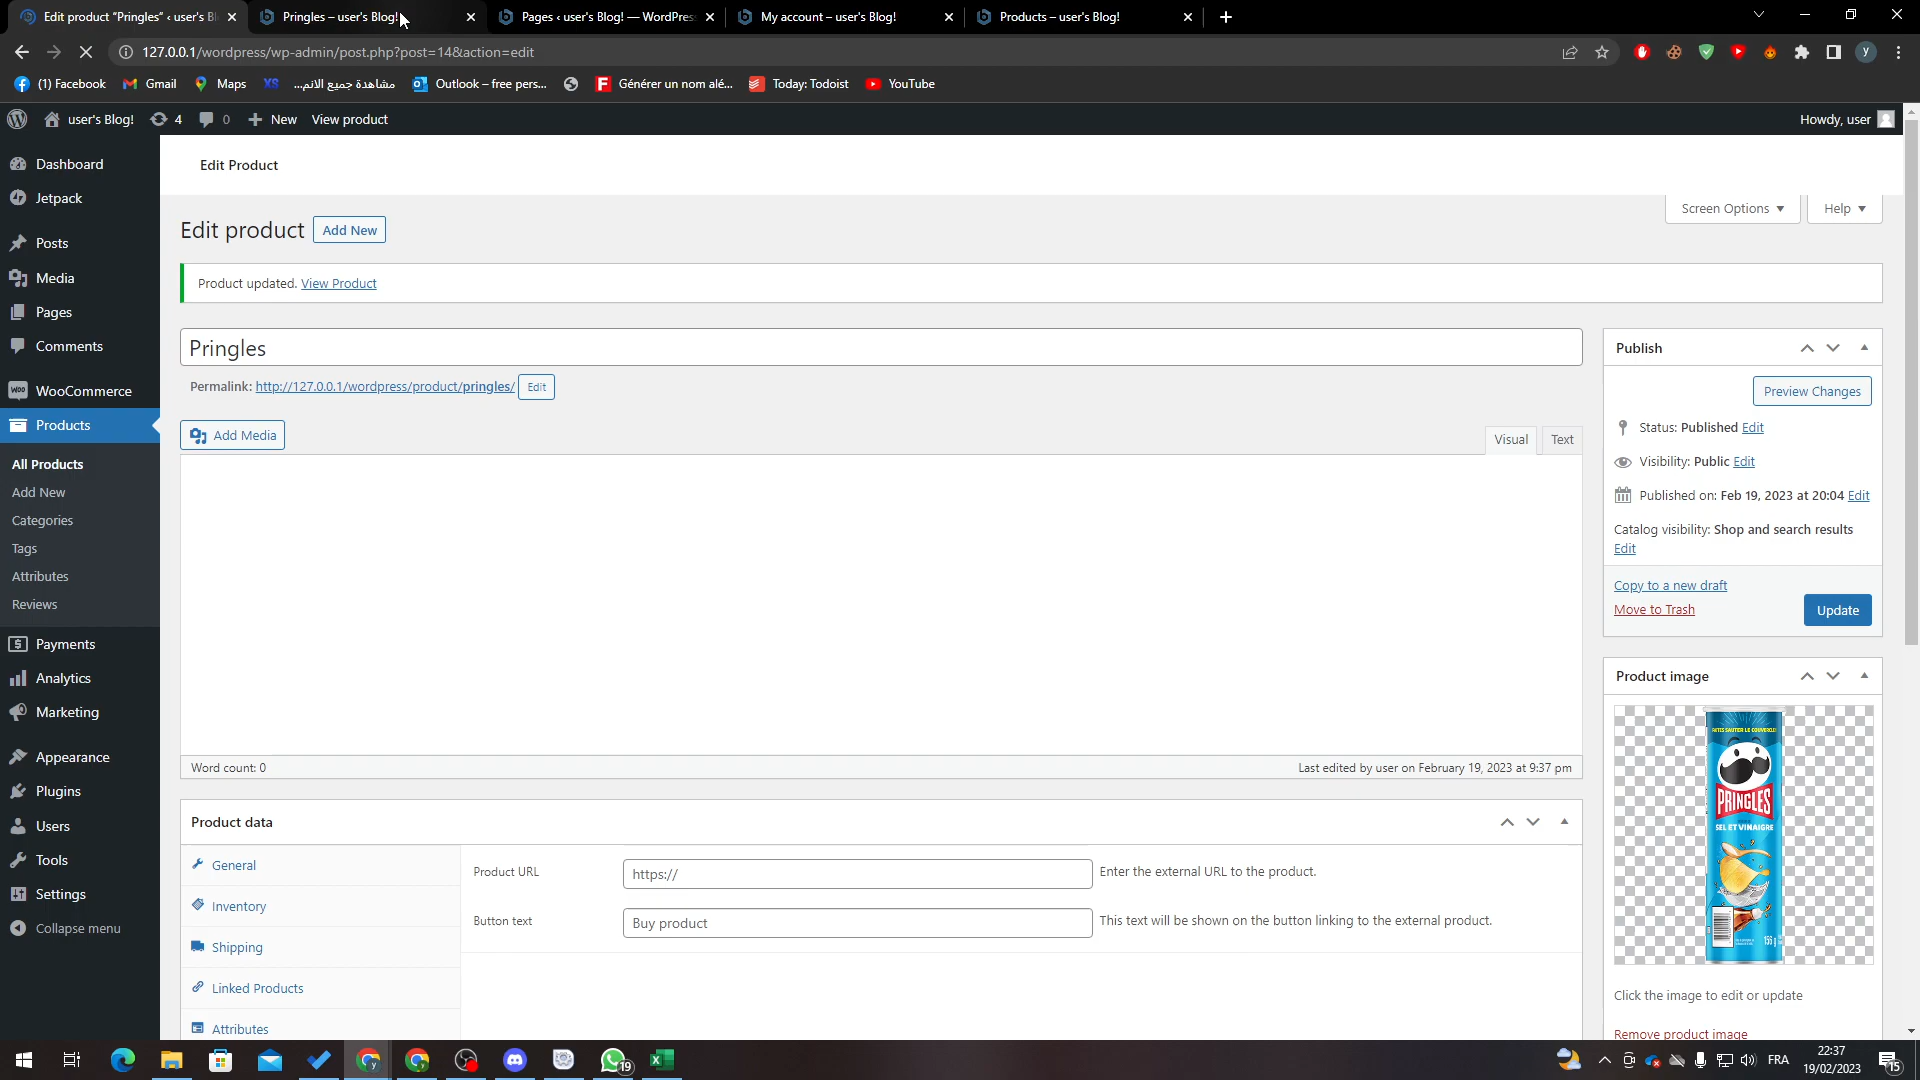 Edit product “Pringles” ‹ user's Bl
Pringles – user's Blog!
Pages ‹ user's Blog! — WordPres
My account – user's Blog!
Products – user's Blog!
127.0.0.1/wordpress/wp-admin/post.php?post=14&action=edit
(1) Facebook
Gmail
Maps
مشاهدة جميع الانم...
Outlook – free pers...
Générer un nom alé...
Today: Todoist
YouTube
user's Blog!
4
0
New
View product
Howdy, user
Dashboard
Jetpack
Posts
Media
Pages
Comments
WooCommerce
Products
All Products
Add New
Categories
Tags
Attributes
Reviews
Payments
Analytics
Marketing
Appearance
Plugins
Users
Tools
Settings
Collapse menu
Edit Product
Screen Options
Help
Edit product
Add New
Product updated. View Product
Pringles
Permalink: http://127.0.0.1/wordpress/product/pringles/ Edit
Add Media
Visual
Text
Word count: 0
Last edited by user on February 19, 2023 at 9:37 pm
Product data
General
Inventory
Shipping
Linked Products
Attributes
Product URL
https://
Enter the external URL to the product.
Button text
Buy product
This text will be shown on the button linking to the external product.
Publish
Preview Changes
Status: Published Edit
Visibility: Public Edit
Published on: Feb 19, 2023 at 20:04 Edit
Catalog visibility: Shop and search results
Edit
Copy to a new draft
Move to Trash
Update
Product image
FAITES SAUTER LE COUVERCLE!
PRINGLES
SEL ET VINAIGRE
156 g
Click the image to edit or update
Remove product image
19
FRA
22:37
19/02/2023
15